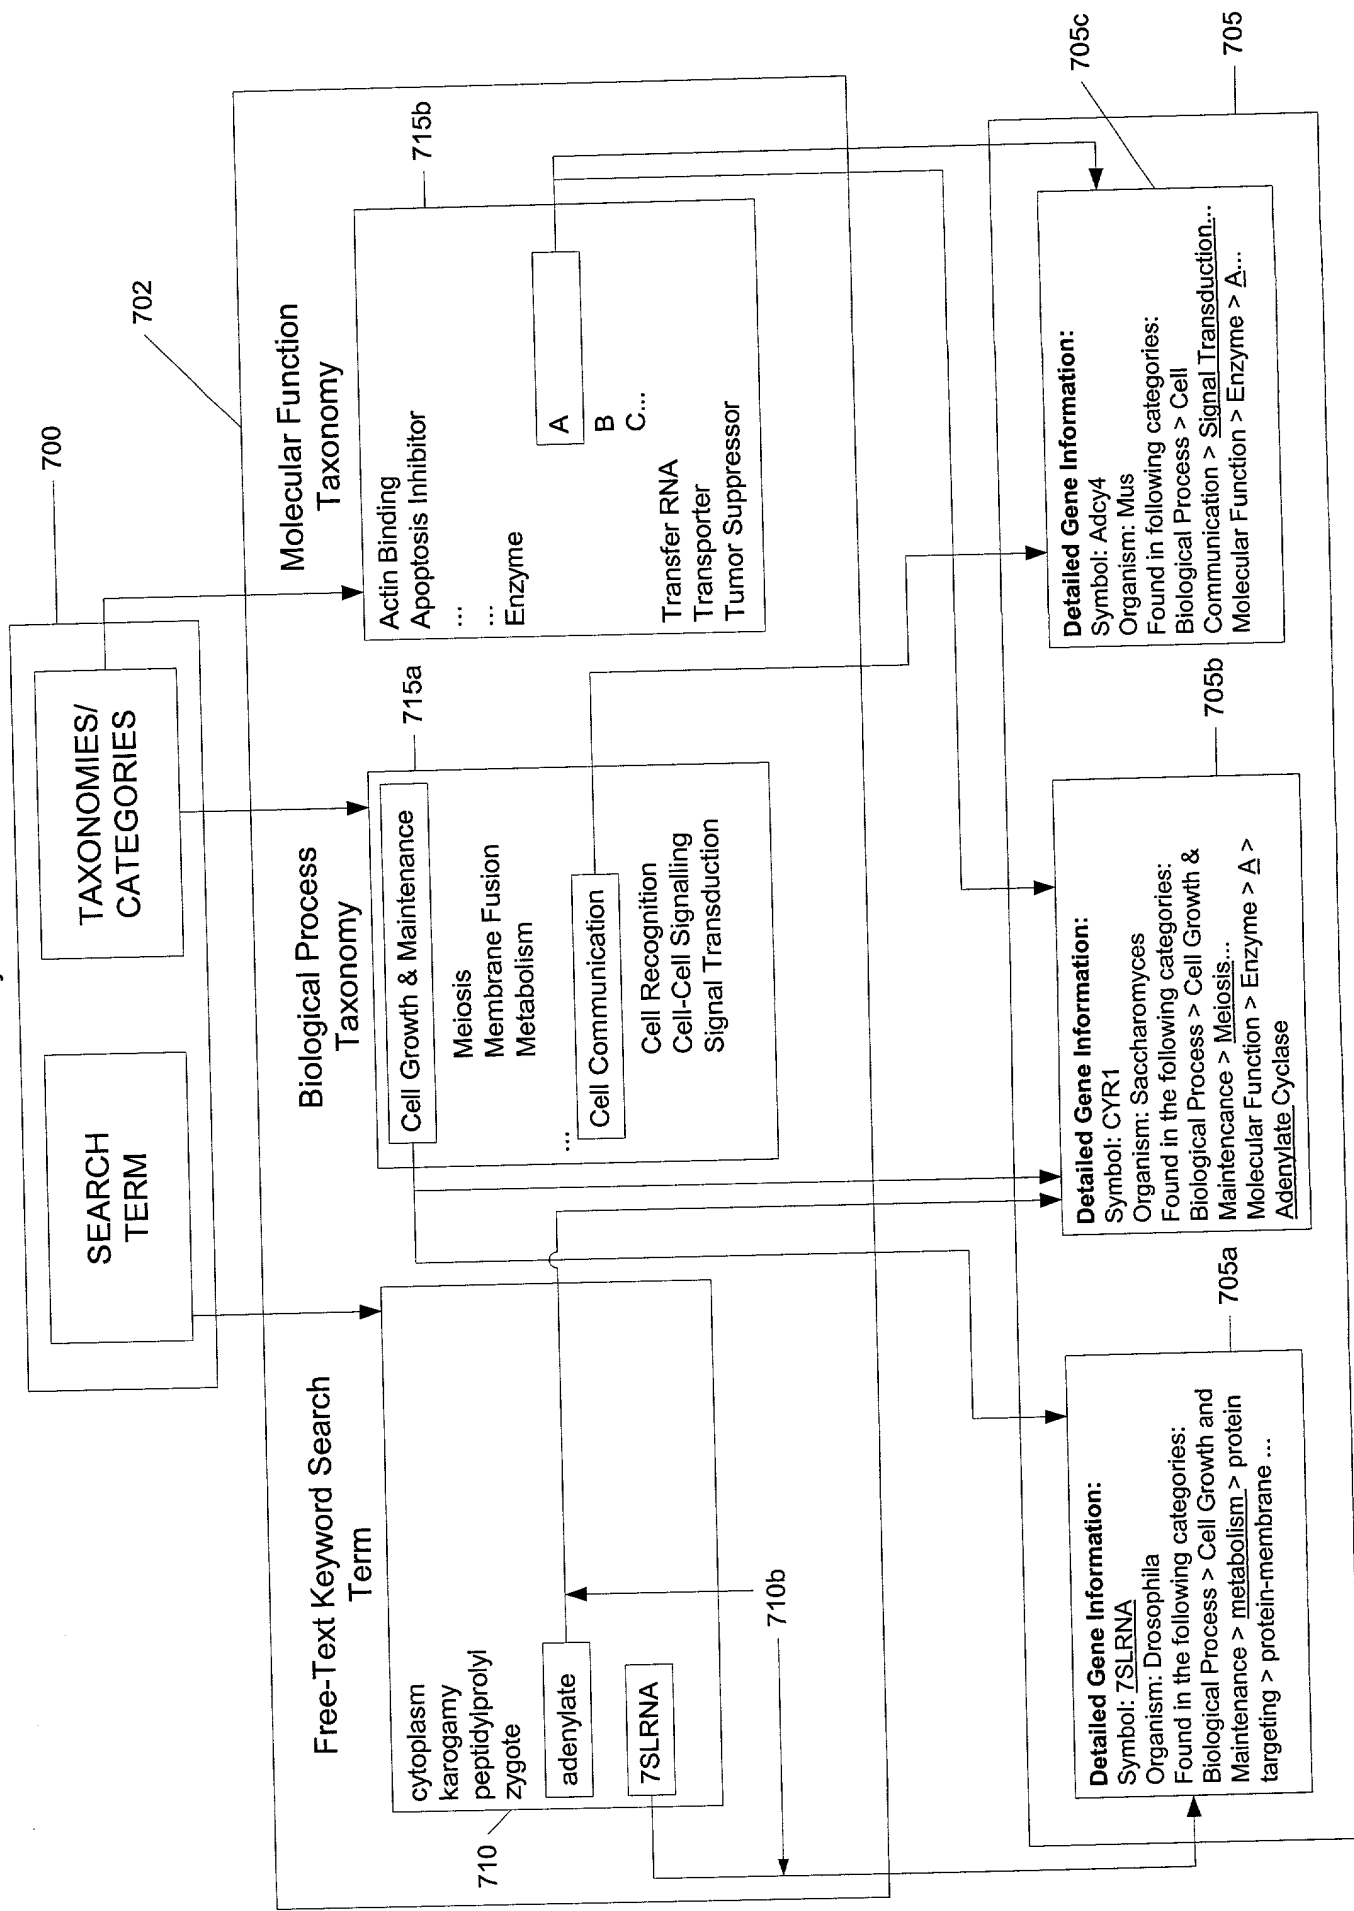 700
SEARCH
TERM
TAXONOMIES/
CATEGORIES
702
Free-Text Keyword Search
Term
710
cytoplasm
karogamy
peptidylprolyl
zygote
adenylate
7SLRNA
710b
Biological Process
Taxonomy
715a
Cell Growth & Maintenance
Meiosis
Membrane Fusion
Metabolism
...
Cell Communication
Cell Recognition
Cell-Cell Signalling
Signal Transduction
Molecular Function
Taxonomy
715b
Actin Binding
Apoptosis Inhibitor
...
...
Enzyme
A
B
C...
Transfer RNA
Transporter
Tumor Suppressor
705a
Detailed Gene Information:
Symbol: 7SLRNA
Organism: Drosophila
Found in the following categories:
Biological Process > Cell Growth and
Maintenance > metabolism > protein
targeting > protein-membrane ...
705b
Detailed Gene Information:
Symbol: CYR1
Organism: Saccharomyces
Found in the following categories:
Biological Process > Cell Growth &
Maintencance > Meiosis...
Molecular Function > Enzyme > A >
Adenylate Cyclase
705c
Detailed Gene Information:
Symbol: Adcy4
Organism: Mus
Found in following categories:
Biological Process > Cell
Communication > Signal Transduction...
Molecular Function > Enzyme > A...
705